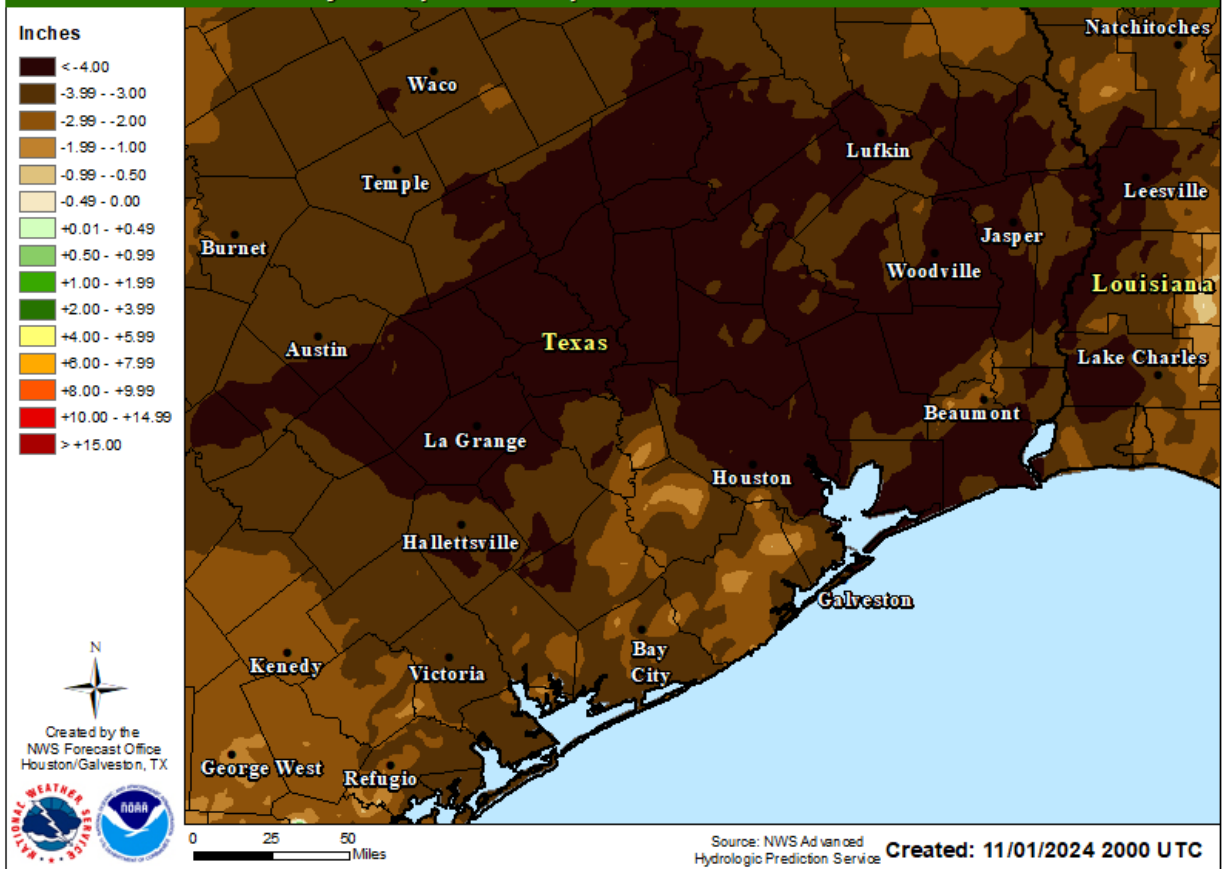 Inches
< -4.00
-3.99 - -3.00
-2.99 - -2.00
-1.99 - -1.00
-0.99 - -0.50
-0.49 - 0.00
+0.01 - +0.49
+0.50 - +0.99
+1.00 - +1.99
+2.00 - +3.99
+4.00 - +5.99
+6.00 - +7.99
+8.00 - +9.99
+10.00 - +14.99
> +15.00
Natchitoches
Waco
Lufkin
Temple
Leesville
Burnet
Jasper
Woodville
Louisiana
Austin
Texas
Lake Charles
Beaumont
La Grange
Houston
Hallettsville
Galveston
Bay
City
Kenedy
Victoria
George West
Refugio
N
Created by the
NWS Forecast Office
Houston/Galveston, TX
NATIONAL WEATHER SERVICE
NOAA
0 25 50
Miles
Source: NWS Advanced
Hydrologic Prediction Service
Created: 11/01/2024 2000 UTC